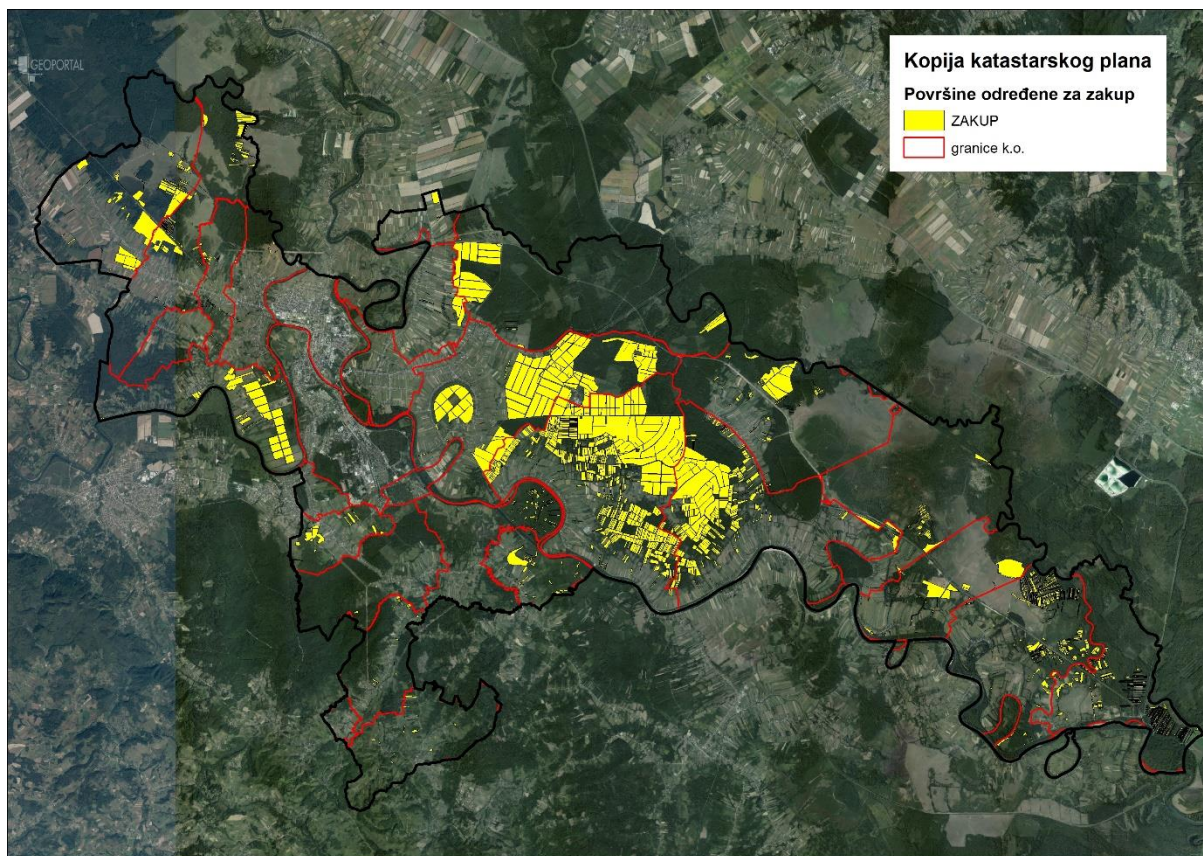 GEOPORTAL
Kopija katastarskog plana
Površine određene za zakup
ZAKUP
granice k.o.